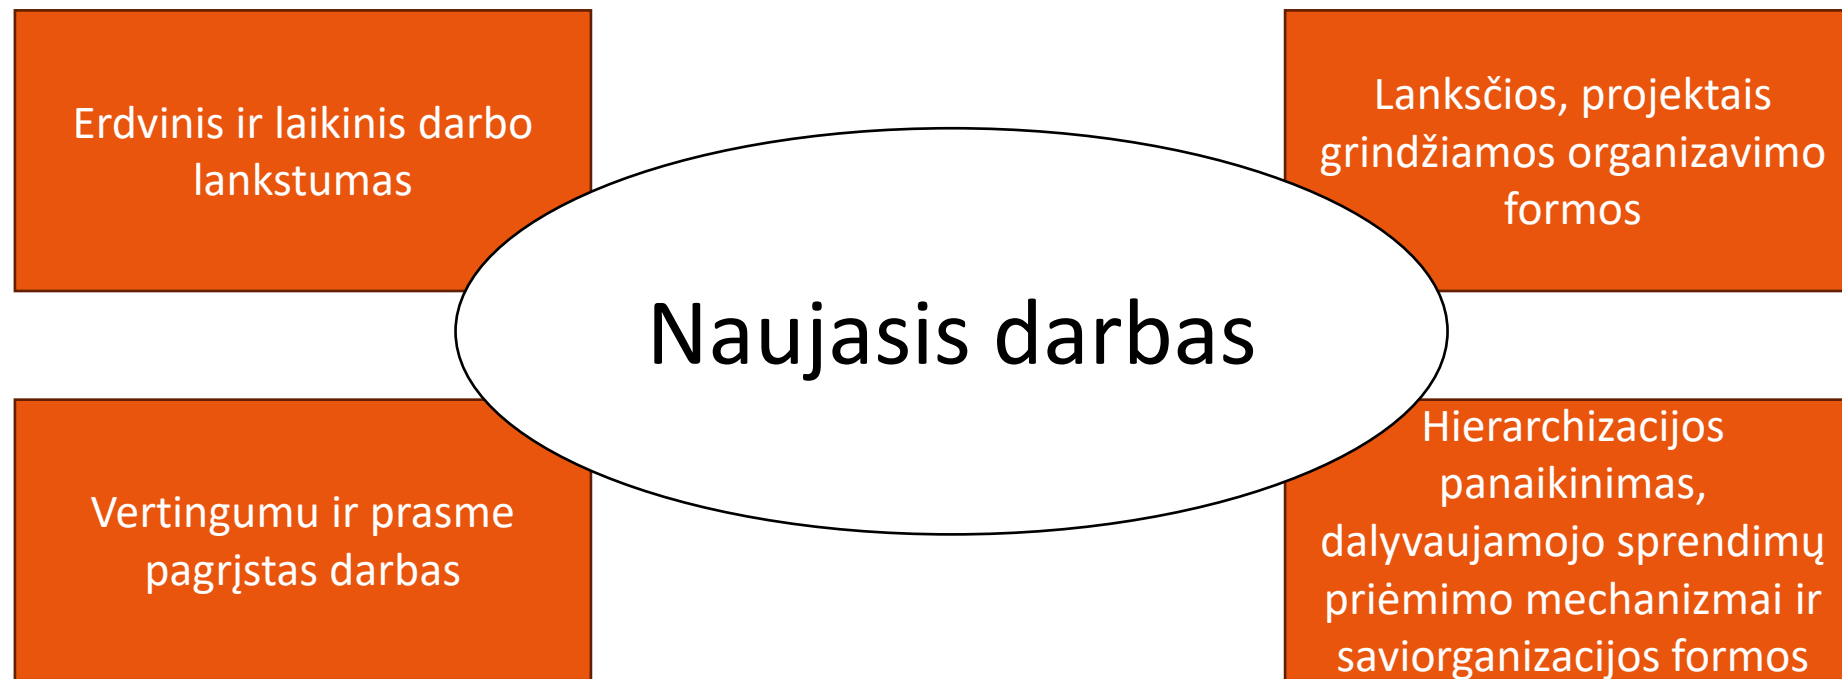 Erdvinis ir laikinis darbo
lankstumas
Lanksčios, projektais
grindžiamos organizavimo
formos
Naujasis darbas
Vertingumu ir prasme
pagrįstas darbas
Hierarchizacijos
panaikinimas,
dalyvaujamojo sprendimų
priėmimo mechanizmai ir
saviorganizacijos formos